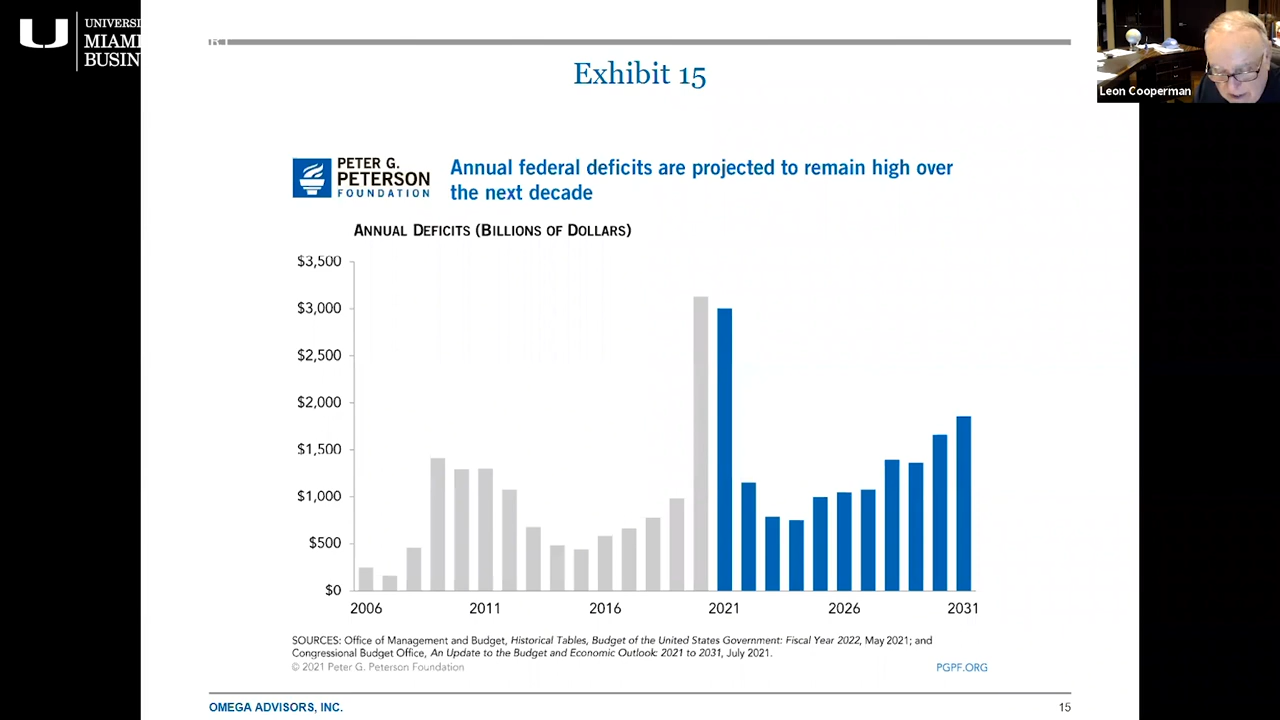 UNIVERSI
MIAMI
BUSIN
Exhibit 15
Leon Cooperman
PETER G.
PETERSON
FOUNDATION
Annual federal deficits are projected to remain high over
the next decade
ANNUAL DEFICITS (BILLIONS OF DOLLARS)
$3,500
$3,000
$2,500
$2,000
$1,500
$1,000
$500
$0
2006 2011 2016 2021 2026 2031
SOURCES: Office of Management and Budget, Historical Tables, Budget of the United States Government: Fiscal Year 2022, May 2021; and
Congressional Budget Office, An Update to the Budget and Economic Outlook: 2021 to 2031, July 2021.
© 2021 Peter G. Peterson Foundation
PGPF.ORG
OMEGA ADVISORS, INC.
15